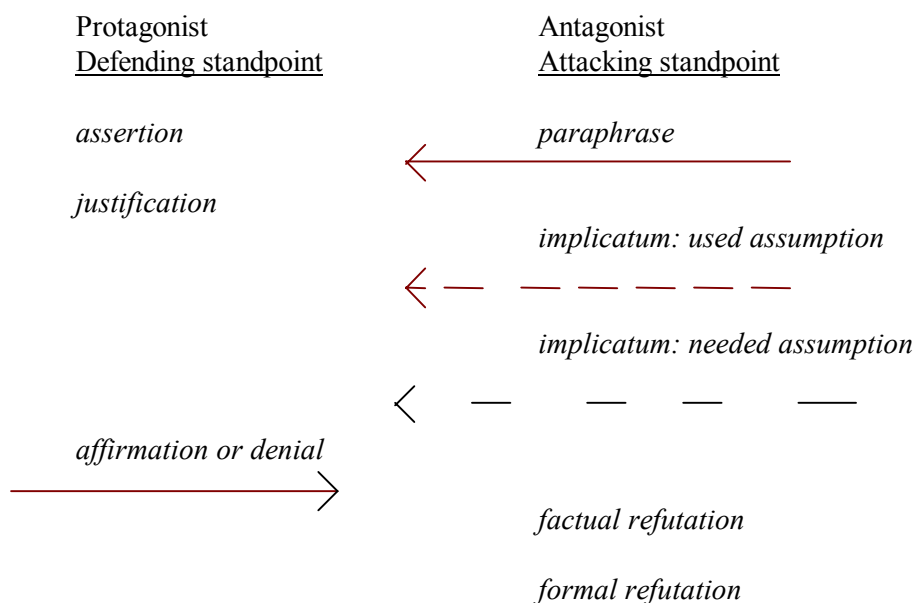 Protagonist Antagonist
Defending standpoint Attacking standpoint
assertion paraphrase
justification
implicatum: used assumption
implicatum: needed assumption
affirmation or denial
factual refutation
formal refutation